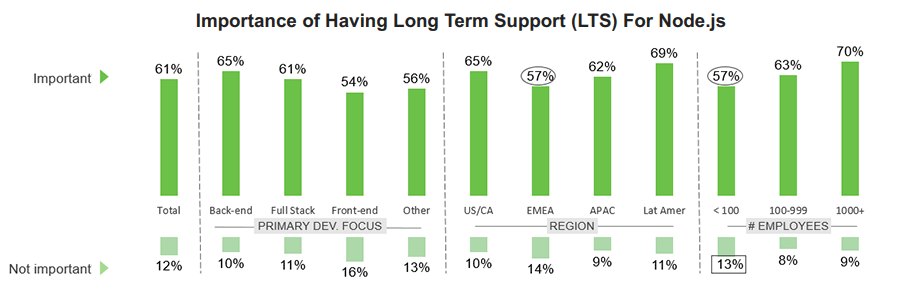 Importance of Having Long Term Support (LTS) For Node.js
Important
61% 65% 61% 54% 56% 65% 57% 62% 69% 57% 63% 70%
Total Back-end Full Stack Front-end Other US/CA EMEA APAC Lat Amer < 100 100-999 1000+
PRIMARY DEV. FOCUS REGION # EMPLOYEES
Not important
12% 10% 11% 16% 13% 10% 14% 9% 11% 13% 8% 9%